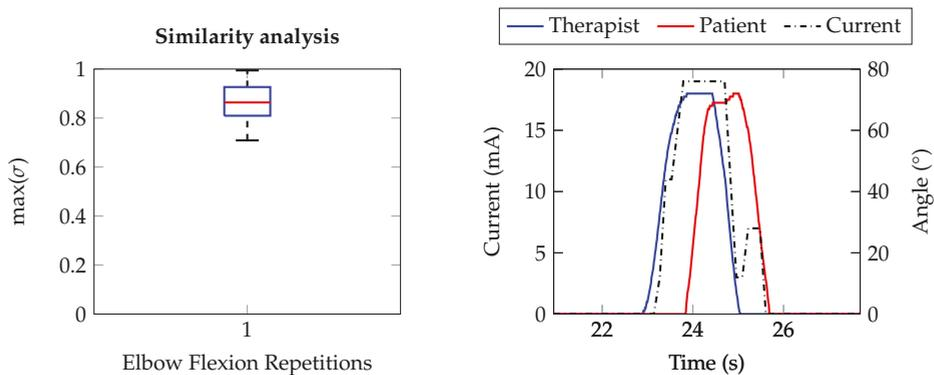 Similarity analysis
1
0.8
0.6
0.4
0.2
0
max(σ)
1
Elbow Flexion Repetitions
Therapist Patient Current
20
15
10
5
0
Current (mA)
80
60
40
20
0
Angle (°)
22 24 26
Time (s)